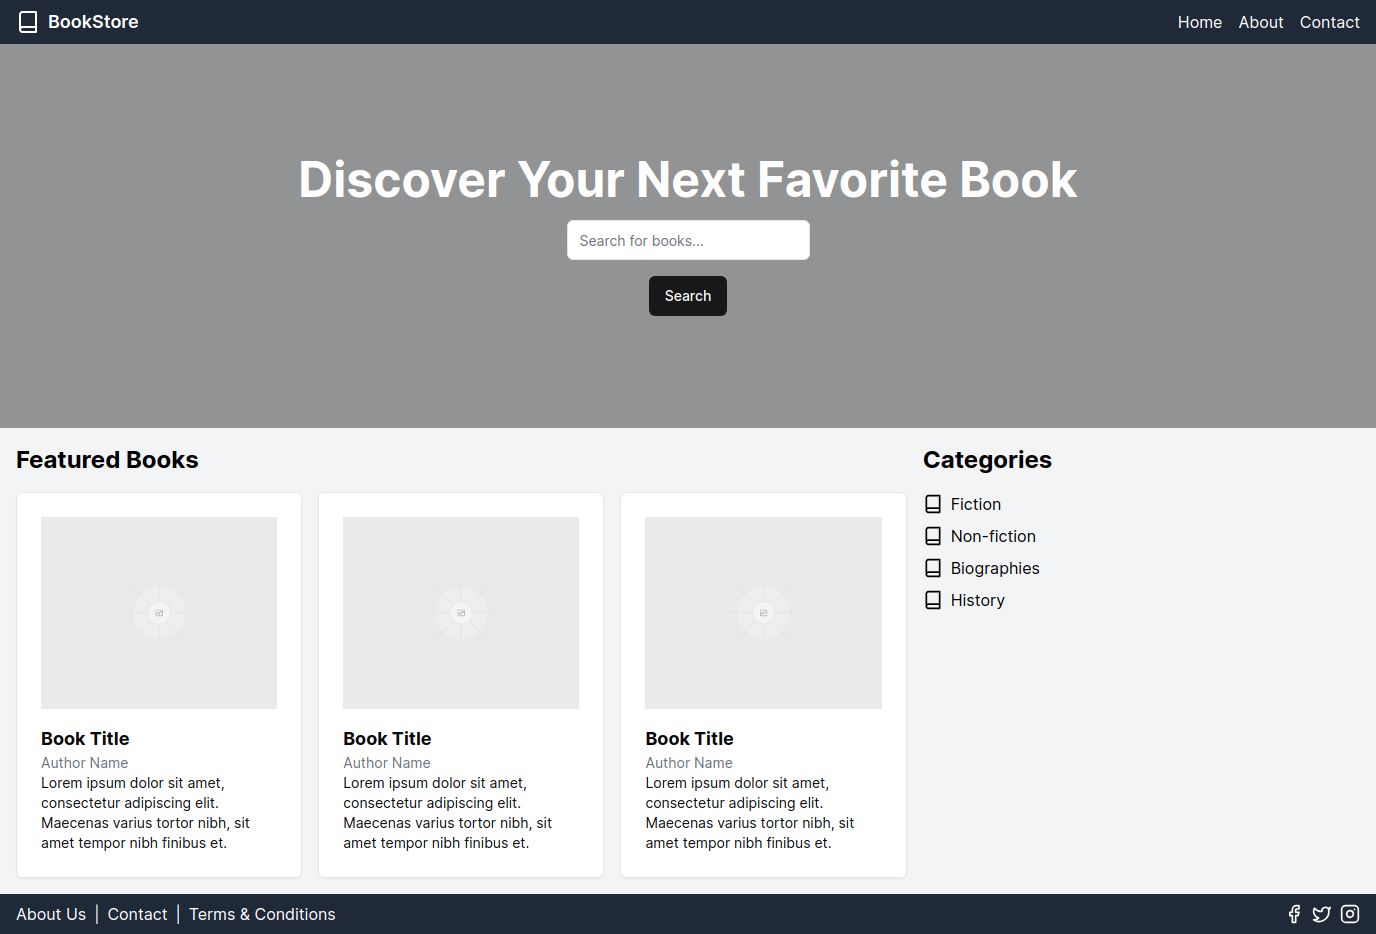 BookStore
Home About Contact
Discover Your Next Favorite Book
Search for books...
Search
Featured Books
Book Title
Author Name
Lorem ipsum dolor sit amet,
consectetur adipiscing elit.
Maecenas varius tortor nibh, sit
amet tempor nibh finibus et.
Book Title
Author Name
Lorem ipsum dolor sit amet,
consectetur adipiscing elit.
Maecenas varius tortor nibh, sit
amet tempor nibh finibus et.
Book Title
Author Name
Lorem ipsum dolor sit amet,
consectetur adipiscing elit.
Maecenas varius tortor nibh, sit
amet tempor nibh finibus et.
Categories
Fiction
Non-fiction
Biographies
History
About Us | Contact | Terms & Conditions